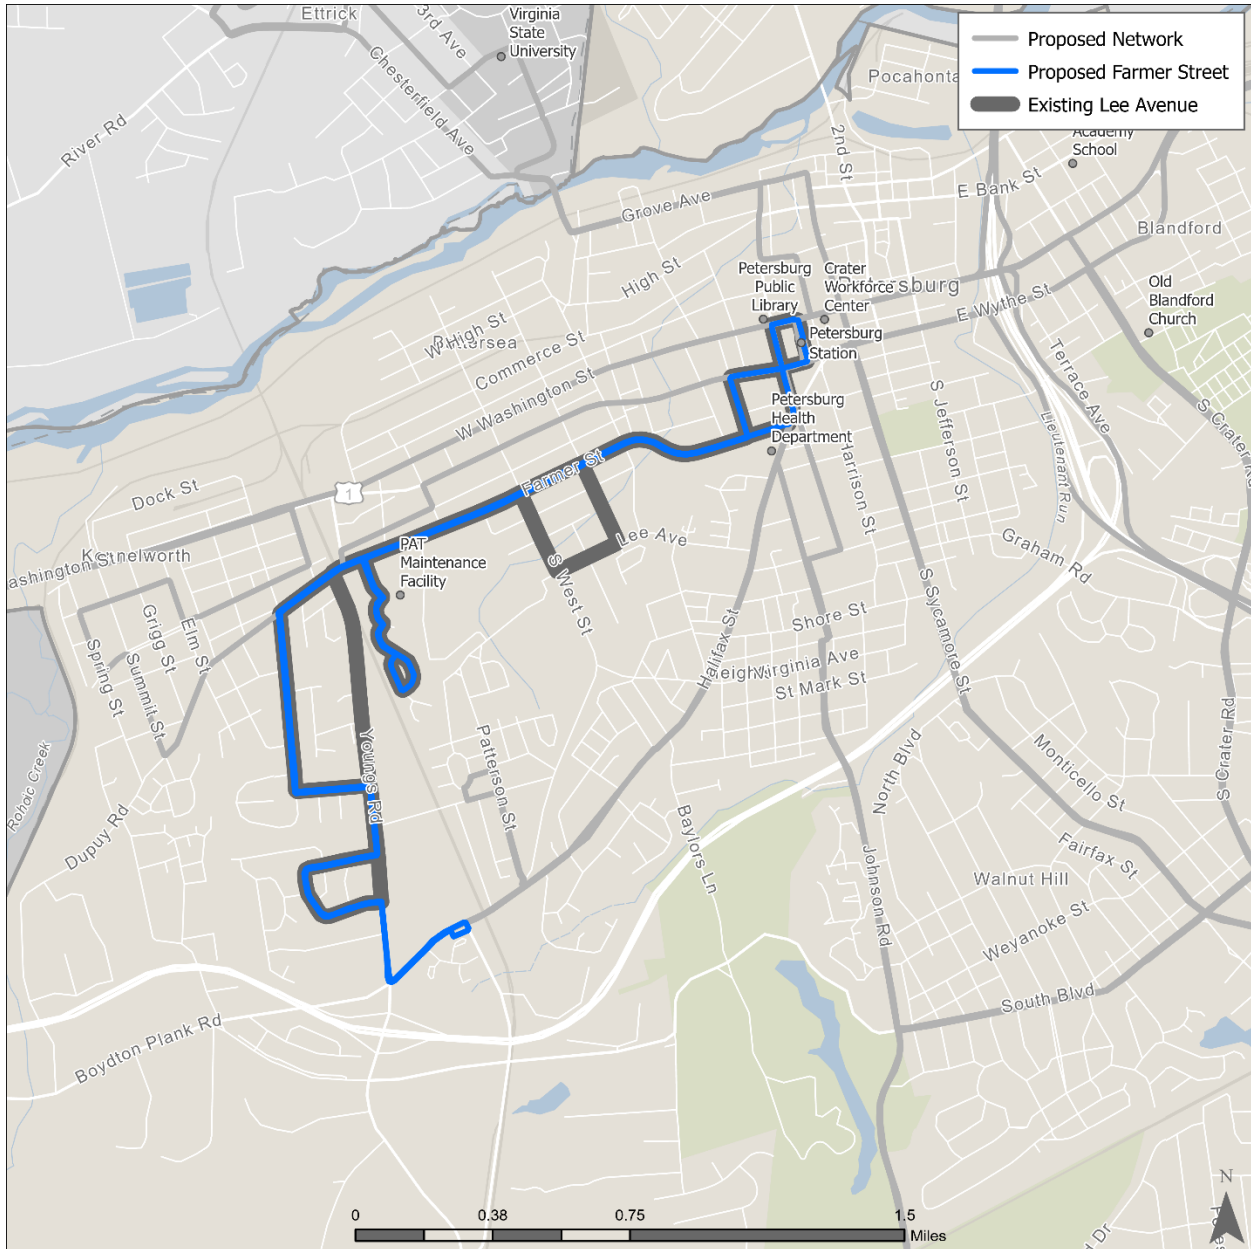 Ettrick
3rd Ave
Virginia
State
University
Proposed Network
Proposed Farmer Street
Existing Lee Avenue
Chesterfield Ave
River Rd
Pocahonta
2nd St
Academy
School
E Bank St
Grove Ave
Blandford
High St
Petersburg
Public
Library
Crater
Workforce
Center
Old
Blandford
Church
E Wythe St
W High St
Commerce St
Petersburg
Station
Terrace Ave
W Washington St
S Jefferson St
S Crater Rd
Petersburg
Health
Department
Lieutenant Run
Harrison St
Farmer St
Dock St
1
Lee Ave
PAT
Maintenance
Facility
S West St
Graham Rd
ashington St
S Sycamore St
Shore St
Grigg St
Elm St
Spring St
Summit St
Halifax St
Virginia Ave
St Mark St
Youngs Rd
Patterson St
North Blvd
Monticello St
S Crater Rd
Rohoic Creek
Dupuy Rd
Baylors Ln
Fairfax St
Johnson Rd
Walnut Hill
Weyanoke St
South Blvd
Boydton Plank Rd
N
0
0.38
0.75
1.5
Miles
d Dr